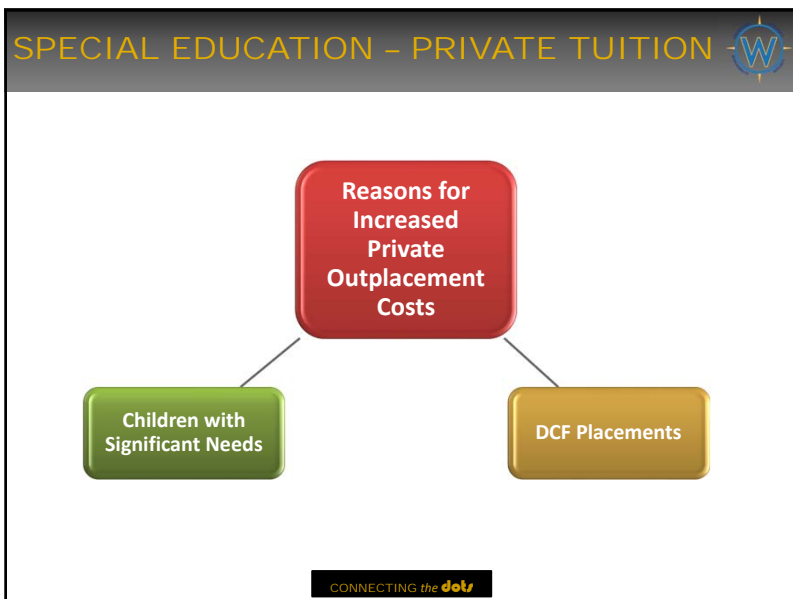 SPECIAL EDUCATION – PRIVATE TUITION
W
Reasons for
Increased
Private
Outplacement
Costs
Children with
Significant Needs
DCF Placements
CONNECTING the dots